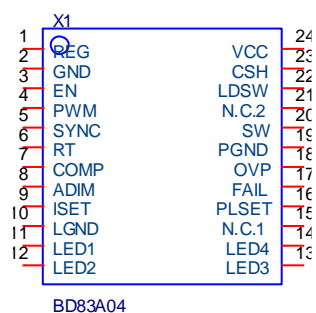 X1
1 REG VCC 24
2 GND CSH 23
3 EN LDSW 22
4 PWM N.C.2 21
5 SYNC SW 20
6 RT PGND 19
7 COMP OVP 18
8 ADIM FAIL 17
9 ISET PLSET 16
10 LGND N.C.1 15
11 LED1 LED4 14
12 LED2 LED3 13
BD83A04